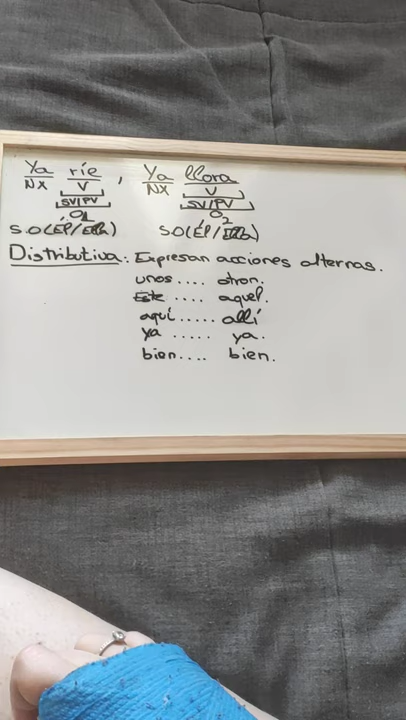 Ya ríe, Ya llora
NX V NX V
SV/PV SV/PV
O1 O2
S.O(Él/Ella) S.O(Él/Ella)
Distributiva: Expresan acciones alternas.
unos .... otros.
Este .... aquel.
aquí ..... allí
ya ..... ya.
bien.... bien.